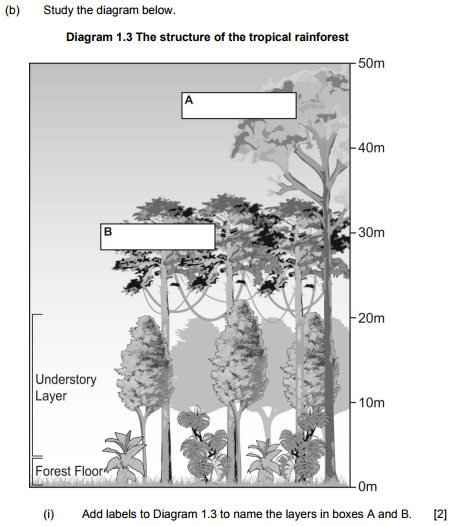 (b) Study the diagram below.
Diagram 1.3 The structure of the tropical rainforest
50m
A
40m
B
30m
20m
Understory
Layer
10m
Forest Floor
0m
(i) Add labels to Diagram 1.3 to name the layers in boxes A and B. [2]